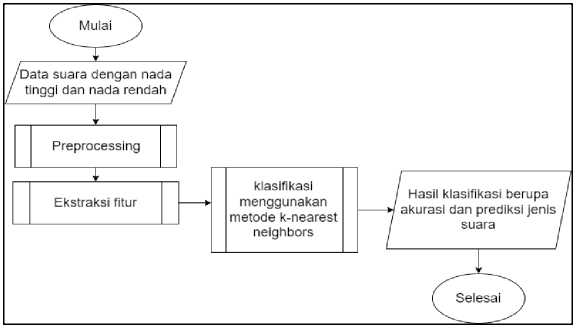 Mulai
Data suara dengan nada
tinggi dan nada rendah
Preprocessing
Ekstraksi fitur
klasifikasi
menggunakan
metode k-nearest
neighbors
Hasil klasifikasi berupa
akurasi dan prediksi jenis
suara
Selesai